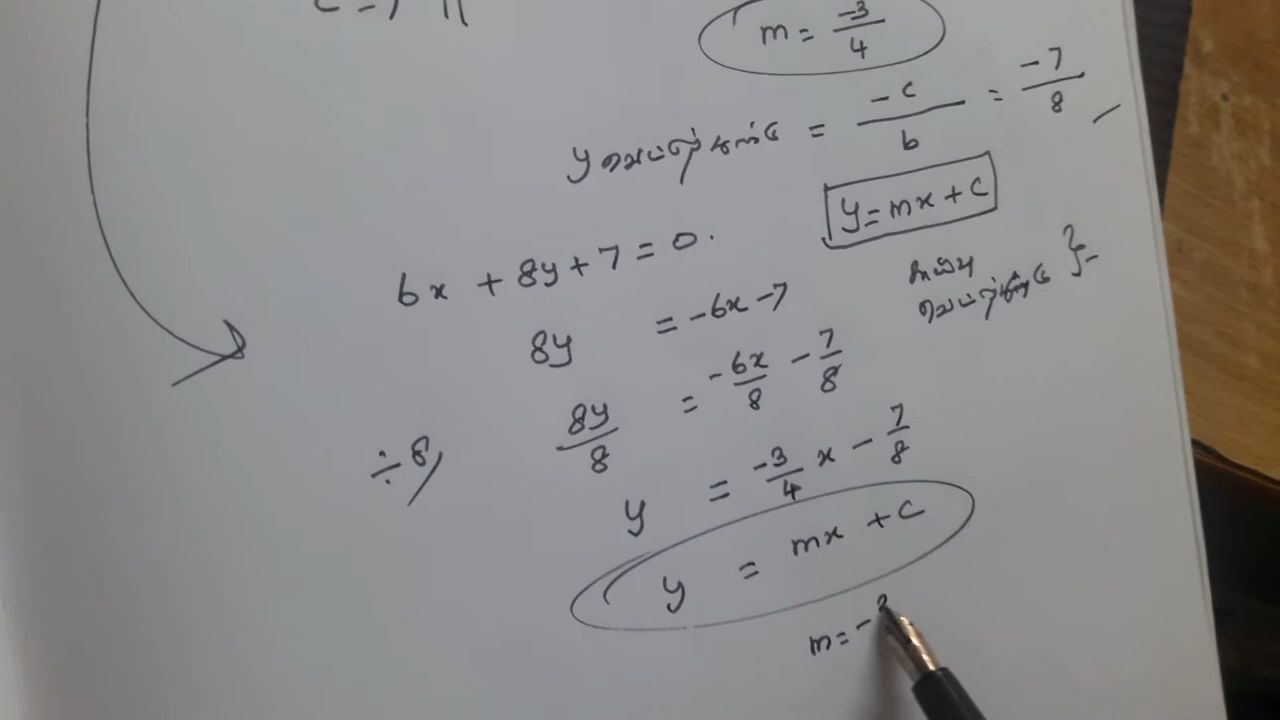 m = -3/4
y வெட்டுத்துண்டு = -c/b = -7/8
y = mx + c
6x + 8y + 7 = 0.
சாய்வு
வெட்டுத்துண்டு }-
8y = -6x - 7
8y/8 = -6x/8 - 7/8
÷ 8
y = -3/4 x - 7/8
y = mx + c
m = -3